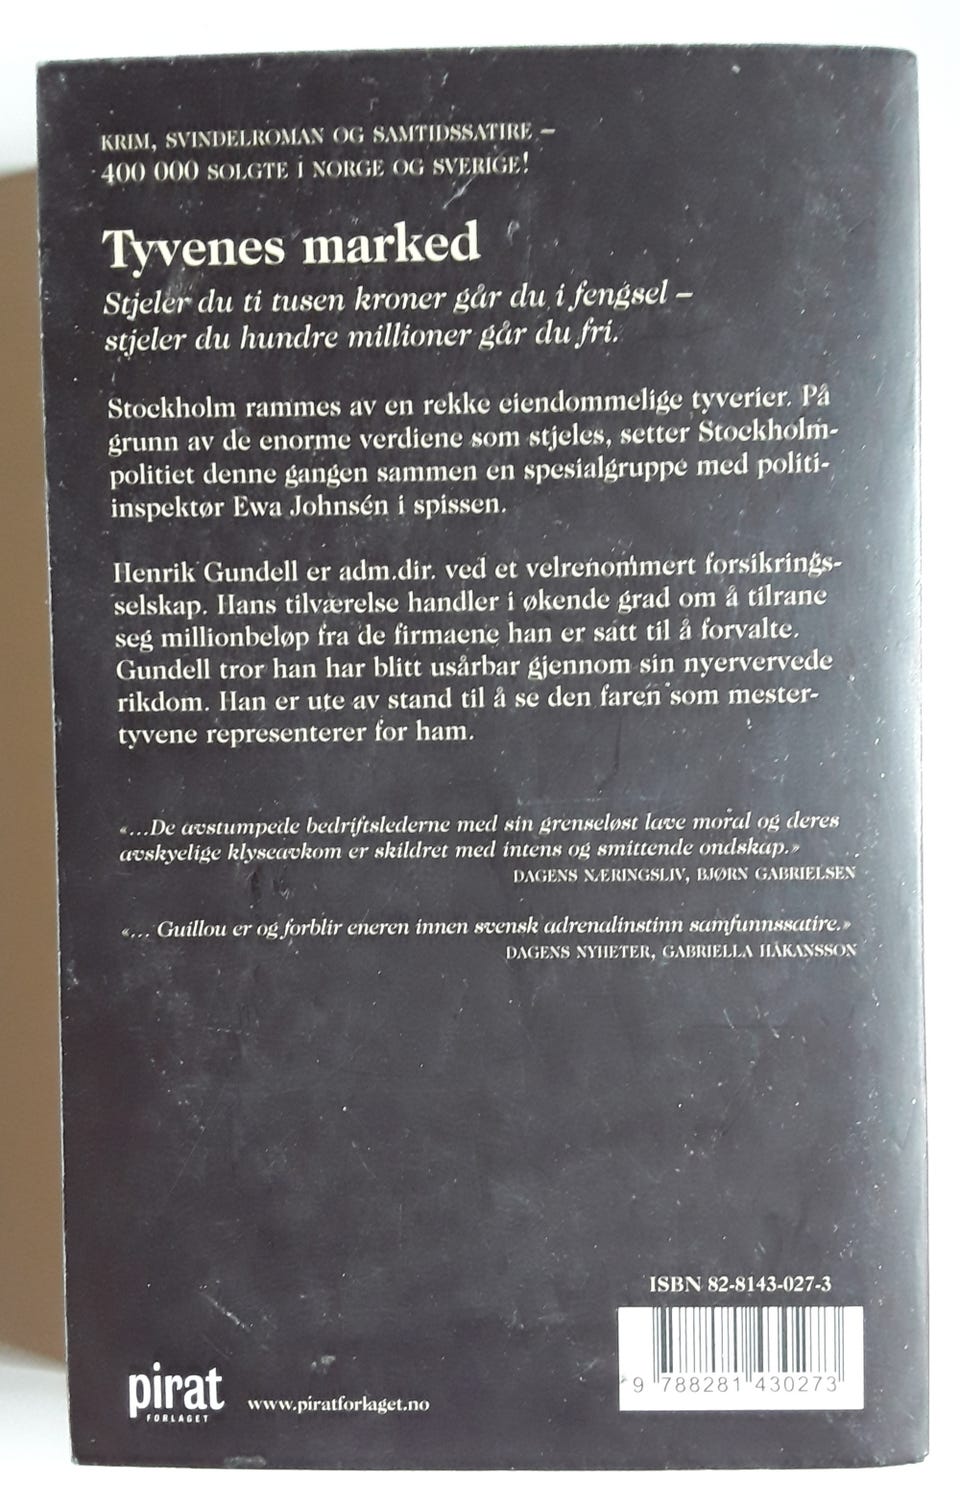 KRIM, SVINDELROMAN OG SAMTIDSSATIRE –
400 000 SOLGTE I NORGE OG SVERIGE!
Tyvenes marked
Stjeler du ti tusen kroner går du i fengsel –
stjeler du hundre millioner går du fri.
Stockholm rammes av en rekke eiendommelige tyverier. På
grunn av de enorme verdiene som stjeles, setter Stockholm-
politiet denne gangen sammen en spesialgruppe med politi-
inspektør Ewa Johnsén i spissen.
Henrik Gundell er adm.dir. ved et velrenommert forsikrings-
selskap. Hans tilværelse handler i økende grad om å tilrane
seg millionbeløp fra de firmaene han er satt til å forvalte.
Gundell tror han har blitt usårbar gjennom sin nyervervede
rikdom. Han er ute av stand til å se den faren som mester-
tyvene representerer for ham.
«...De avstumpede bedriftslederne med sin grenseløst lave moral og deres
avskyelige klyseavkom er skildret med intens og smittende ondskap.»
DAGENS NÆRINGSLIV, BJØRN GABRIELSEN
«... Guillou er og forblir eneren innen svensk adrenalinstinn samfunnssatire.»
DAGENS NYHETER, GABRIELLA HÅKANSSON
ISBN 82-8143-027-3
9 788281 430273
pirat
FORLAGET
www.piratforlaget.no